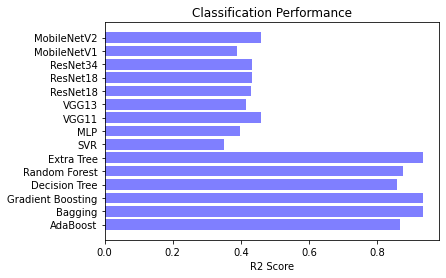 Classification Performance
MobileNetV2
MobileNetV1
ResNet34
ResNet18
ResNet18
VGG13
VGG11
MLP
SVR
Extra Tree
Random Forest
Decision Tree
Gradient Boosting
Bagging
AdaBoost
0.0 0.2 0.4 0.6 0.8
R2 Score